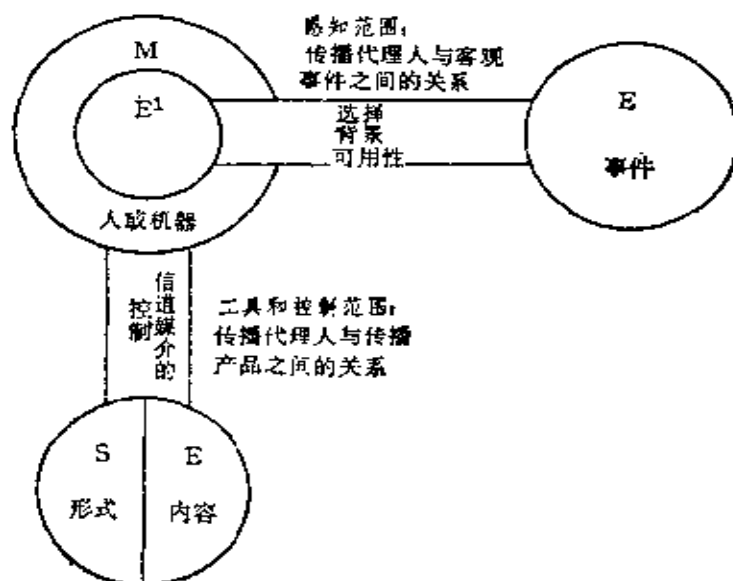 M
E¹
人或机器
感知范围:
传播代理人与客观
事件之间的关系
选择
背景
可用性
E
事件
信道媒介的
控制
工具和控制范围:
传播代理人与传播
产品之间的关系
S
形式
E
内容